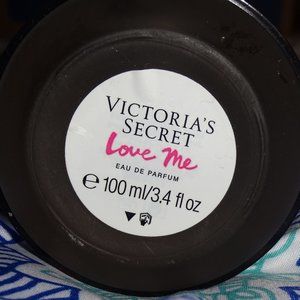 VICTORIA'S
SECRET
Love Me
EAU DE PARFUM
℮ 100 ml/3.4 fl oz